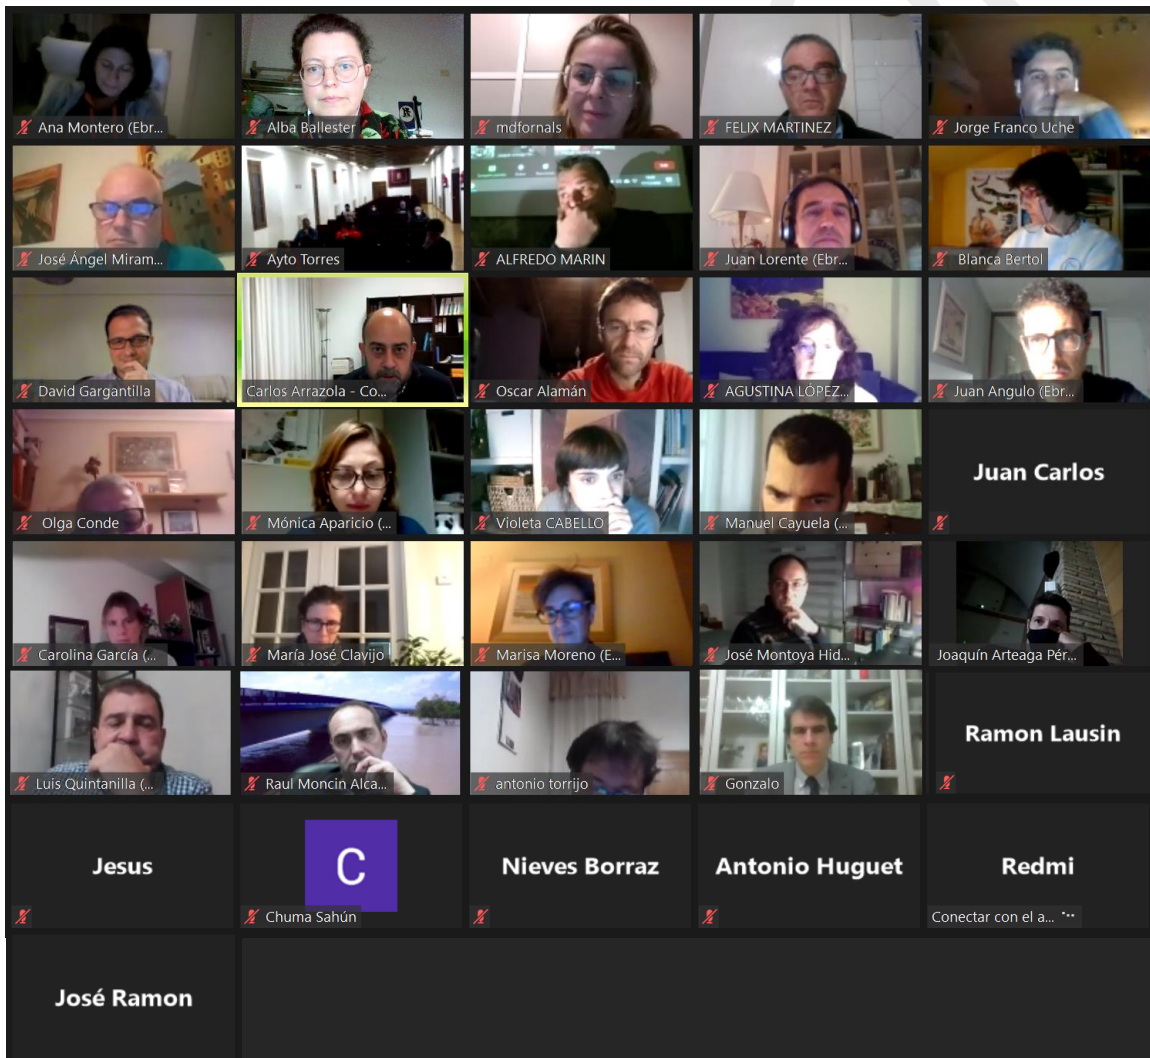 Ana Montero (Ebr...
Alba Ballester
mdfornals
FELIX MARTINEZ
Jorge Franco Uche
José Ángel Miram...
Ayto Torres
ALFREDO MARIN
Juan Lorente (Ebr...
Blanca Bertol
David Gargantilla
Carlos Arrazola - Co...
Oscar Alamán
AGUSTINA LÓPEZ...
Juan Angulo (Ebr...
Olga Conde
Mónica Aparicio (...
Violeta CABELLO
Manuel Cayuela (...
Juan Carlos
Carolina García (...
María José Clavijo
Marisa Moreno (E...
José Montoya Hid...
Joaquín Arteaga Pér...
Luis Quintanilla (...
Raul Moncin Alca...
antonio torrijo
Gonzalo
Ramon Lausin
Jesus
C
Chuma Sahún
Nieves Borraz
Antonio Huguet
Redmi
Conectar con el a...
José Ramon